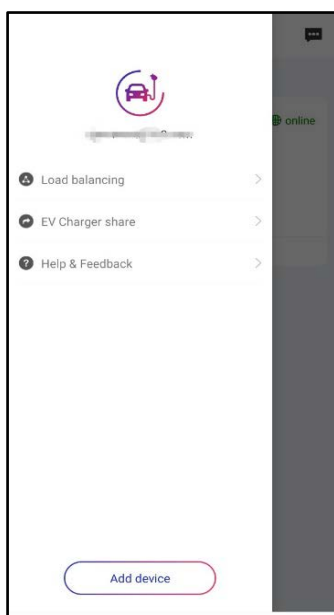 online
Load balancing
EV Charger share
Help & Feedback
Add device